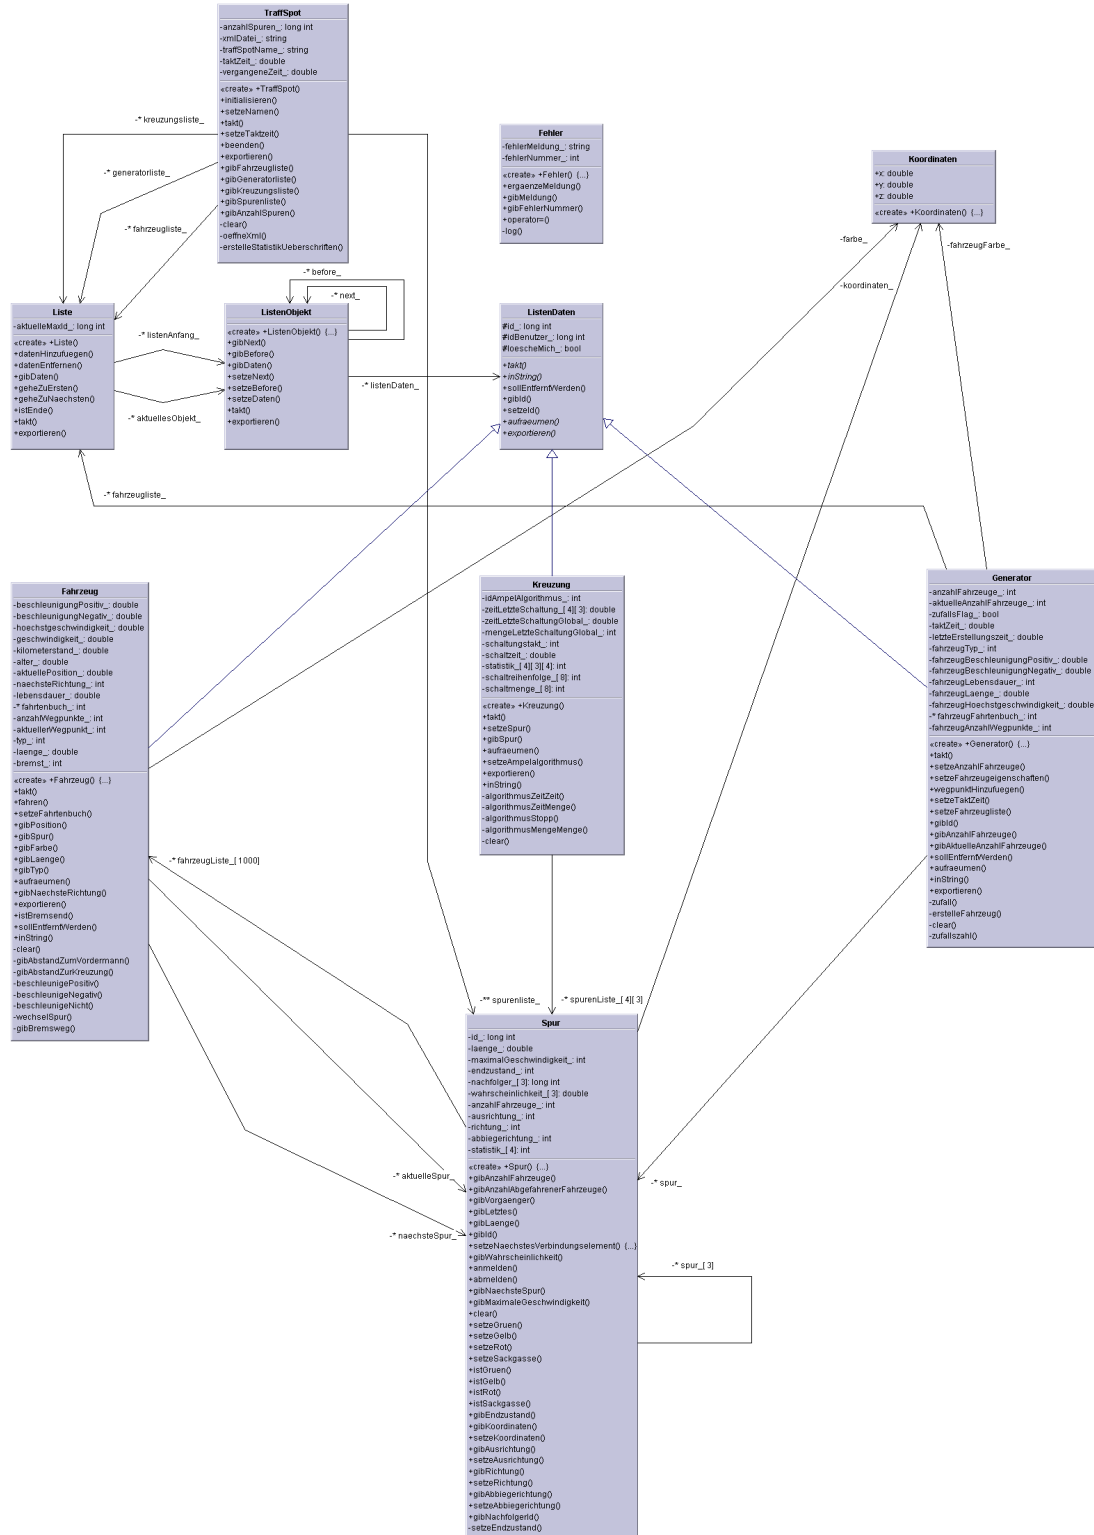 TraffSpot
-anzahlSpuren_: long int
-xmlDatei_: string
-traffSpotName_: string
-taktZeit_: double
-vergangeneZeit_: double
«create» +TraffSpot()
+initialisieren()
+setzeNamen()
+takt()
+setzeTaktzeit()
+beenden()
+exportieren()
+gibFahrzeugliste()
+gibGeneratorliste()
+gibKreuzungsliste()
+gibSpurenliste()
+gibAnzahlSpuren()
-clear()
-oeffneXml()
-erstelleStatistikUeberschriften()
-* kreuzungsliste_
-* generatorliste_
-* fahrzeugliste_
Fehler
-fehlerMeldung_: string
-fehlerNummer_: int
«create» +Fehler() {...}
+ergaenzeMeldung()
+gibMeldung()
+gibFehlerNummer()
+operator=()
-log()
Koordinaten
+x: double
+y: double
+z: double
«create» +Koordinaten() {...}
-farbe_
-fahrzeugFarbe_
-koordinaten_
-* before_
-* next_
Liste
-aktuelleMaxId_: long int
«create» +Liste()
+datenHinzufuegen()
+datenEntfernen()
+gibDaten()
+geheZuErsten()
+geheZuNaechsten()
+istEnde()
+takt()
+exportieren()
-* listenAnfang_
-* aktuellesObjekt_
ListenObjekt
«create» +ListenObjekt() {...}
+gibNext()
+gibBefore()
+gibDaten()
+setzeNext()
+setzeBefore()
+setzeDaten()
+takt()
+exportieren()
-* listenDaten_
ListenDaten
#id_: long int
#idBenutzer_: long int
#loescheMich_: bool
+takt()
+inString()
+sollEntferntWerden()
+gibId()
+setzeId()
+aufraeumen()
+exportieren()
-* fahrzeugliste_
Fahrzeug
-beschleunigungPositiv_: double
-beschleunigungNegativ_: double
-hoechstgeschwindigkeit_: double
-geschwindigkeit_: double
-kilometerstand_: double
-alter_: double
-aktuellePosition_: double
-naechsteRichtung_: int
-lebensdauer_: double
-* fahrtenbuch_: int
-anzahlWegpunkte_: int
-aktuellerWegpunkt_: int
-typ_: int
-laenge_: double
-bremst_: int
«create» +Fahrzeug() {...}
+takt()
+fahren()
+setzeFahrtenbuch()
+gibPosition()
+gibSpur()
+gibFarbe()
+gibLaenge()
+gibTyp()
+aufraeumen()
+gibNaechsteRichtung()
+exportieren()
+istBremsend()
+sollEntferntWerden()
+inString()
-clear()
-gibAbstandZumVordermann()
-gibAbstandZurKreuzung()
-beschleunigePositiv()
-beschleunigeNegativ()
-beschleunigeNicht()
-wechselSpur()
-gibBremsweg()
Kreuzung
-idAmpelAlgorithmus_: int
-zeitLetzteSchaltung_[ 4][ 3]: double
-zeitLetzteSchaltungGlobal_: double
-mengeLetzteSchaltungGlobal_: int
-schaltungstakt_: int
-schaltzeit_: double
-statistik_[ 4][ 3][ 4]: int
-schaltreihenfolge_[ 8]: int
-schaltmenge_[ 8]: int
«create» +Kreuzung()
+takt()
+setzeSpur()
+gibSpur()
+aufraeumen()
+setzeAmpelalgorithmus()
+exportieren()
+inString()
-algorithmusZeitZeit()
-algorithmusZeitMenge()
-algorithmusStopp()
-algorithmusMengeMenge()
-clear()
Generator
-anzahlFahrzeuge_: int
-aktuelleAnzahlFahrzeuge_: int
-zufallsFlag_: bool
-taktZeit_: double
-letzteErstellungszeit_: double
-fahrzeugTyp_: int
-fahrzeugBeschleunigungPositiv_: double
-fahrzeugBeschleunigungNegativ_: double
-fahrzeugLebensdauer_: int
-fahrzeugLaenge_: double
-fahrzeugHoechstgeschwindigkeit_: double
-* fahrzeugFahrtenbuch_: int
-fahrzeugAnzahlWegpunkte_: int
«create» +Generator() {...}
+takt()
+setzeAnzahlFahrzeuge()
+setzeFahrzeugeigenschaften()
+wegpunktHinzufuegen()
+setzeTaktZeit()
+setzeFahrzeugliste()
+gibId()
+gibAnzahlFahrzeuge()
+gibAktuelleAnzahlFahrzeuge()
+sollEntferntWerden()
+aufraeumen()
+inString()
+exportieren()
-zufall()
-erstelleFahrzeug()
-clear()
-zufallszahl()
-* fahrzeugListe_[ 1000]
-** spurenliste_
-* spurenListe_[ 4][ 3]
-* aktuelleSpur_
-* naechsteSpur_
-* spur_
-* spur_[ 3]
Spur
-id_: long int
-laenge_: double
-maximalGeschwindigkeit_: int
-endzustand_: int
-nachfolger_[ 3]: long int
-wahrscheinlichkeit_[ 3]: double
-anzahlFahrzeuge_: int
-ausrichtung_: int
-richtung_: int
-abbiegerichtung_: int
-statistik_[ 4]: int
«create» +Spur() {...}
+gibAnzahlFahrzeuge()
+gibAnzahlAbgefahrenerFahrzeuge()
+gibVorgaenger()
+gibLetztes()
+gibLaenge()
+gibId()
+setzeNaechstesVerbindungselement() {...}
+gibWahrscheinlichkeit()
+anmelden()
+abmelden()
+gibNaechsteSpur()
+gibMaximaleGeschwindigkeit()
+clear()
+setzeGruen()
+setzeGelb()
+setzeRot()
+setzeSackgasse()
+istGruen()
+istGelb()
+istRot()
+istSackgasse()
+gibEndzustand()
+gibKoordinaten()
+setzeKoordinaten()
+gibAusrichtung()
+setzeAusrichtung()
+gibRichtung()
+setzeRichtung()
+gibAbbiegerichtung()
+setzeAbbiegerichtung()
+gibNachfolgerId()
-setzeEndzustand()